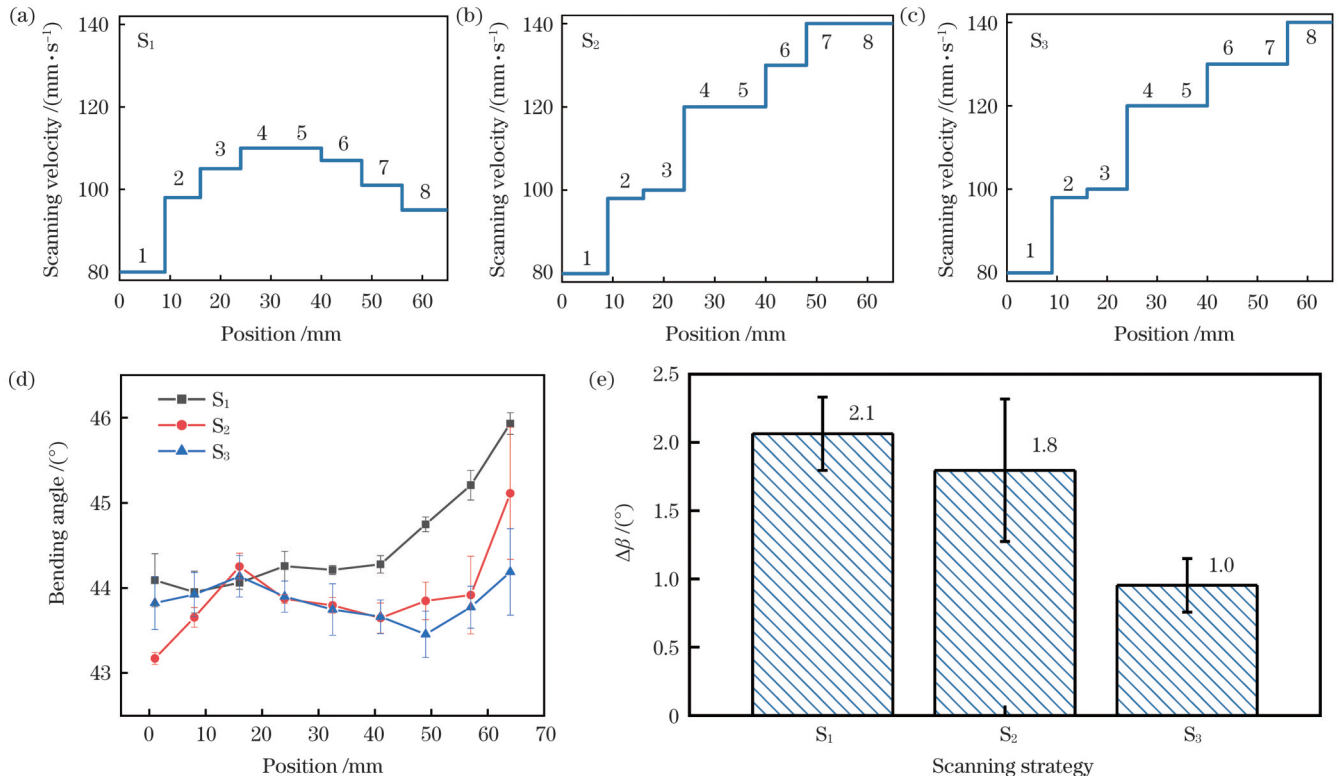 (a)
S₁
Scanning velocity /(mm·s⁻¹)
140
120
100
80
1
2
3
4
5
6
7
8
0 10 20 30 40 50 60
Position /mm
(b)
S₂
Scanning velocity /(mm·s⁻¹)
140
120
100
80
1
2
3
4
5
6
7
8
0 10 20 30 40 50 60
Position /mm
(c)
S₃
Scanning velocity /(mm·s⁻¹)
140
120
100
80
1
2
3
4
5
6
7
8
0 10 20 30 40 50 60
Position /mm
(d)
S₁
S₂
S₃
Bending angle /(°)
46
45
44
43
0 10 20 30 40 50 60 70
Position /mm
(e)
Δβ /(°)
2.5
2.0
1.5
1.0
0.5
0
2.1
1.8
1.0
S₁ S₂ S₃
Scanning strategy